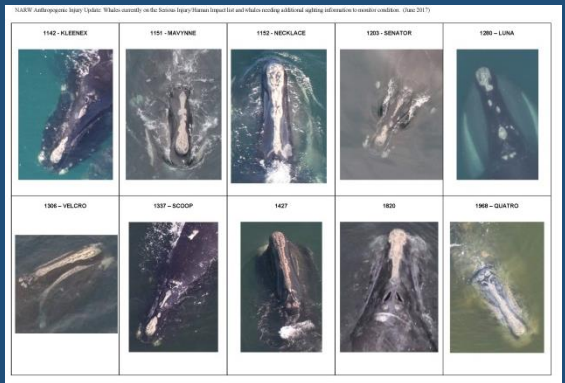 NARW Anthropogenic Injury Update: Whales currently on the Serious Injury/Human Impact list and whales needing additional sighting information to monitor condition. (June 2017)
1142 - KLEENEX
1151 - MAVYNNE
1152 - NECKLACE
1203 - SENATOR
1280 – LUNA
1306 – VELCRO
1337 – SCOOP
1427
1820
1968 – QUATRO